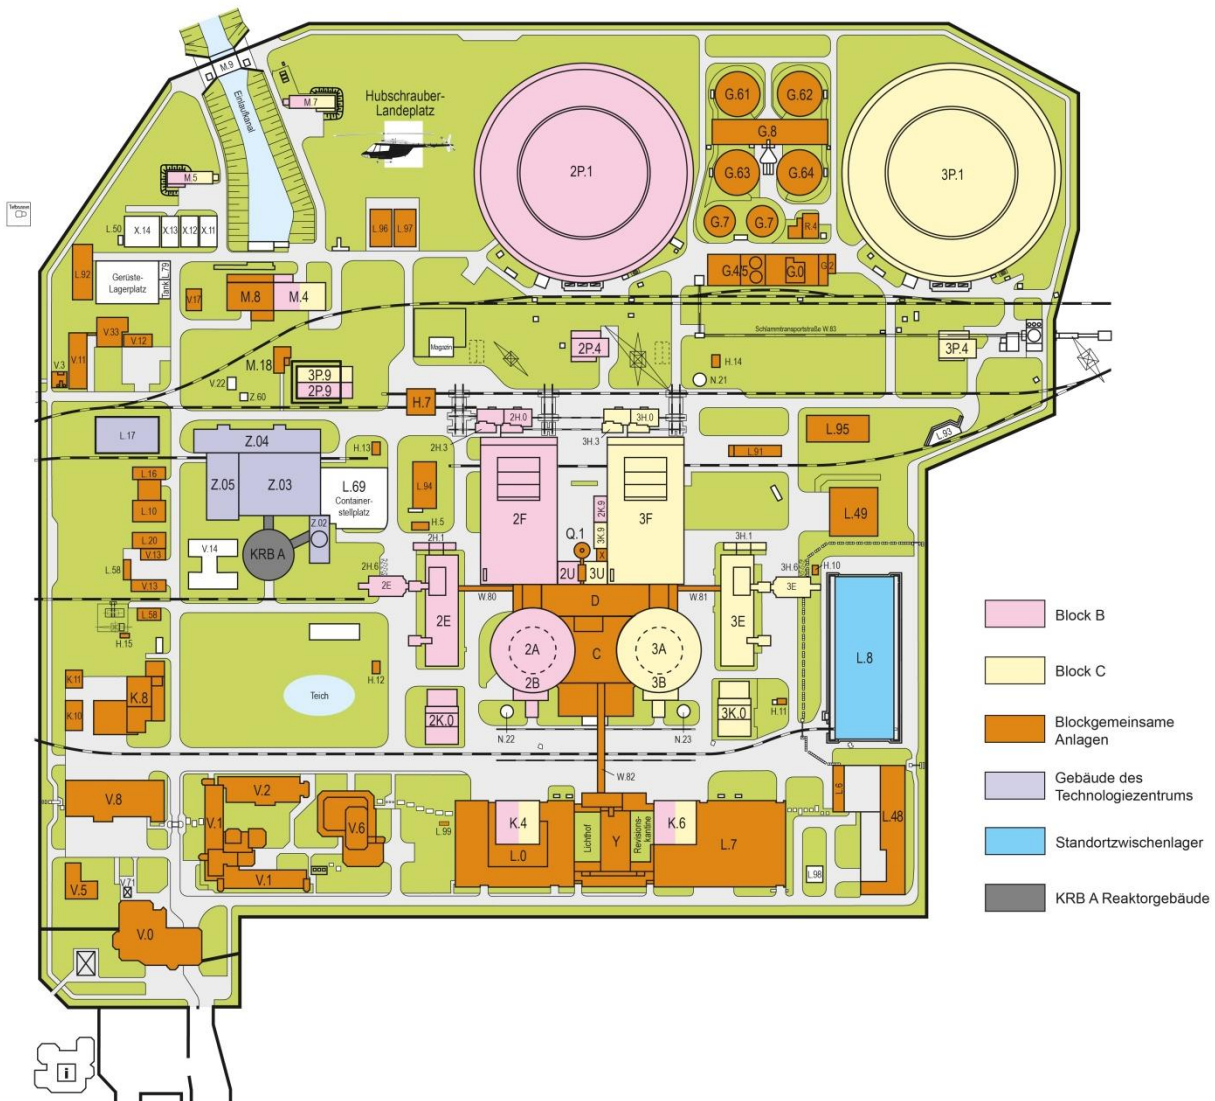 M.9
M.7
Einlaufkanal
Hubschrauber-
Landeplatz
G.61
G.62
G.8
2P.1
3P.1
M.5
G.63
G.64
L.50
X.14
X.13
X.12
X.11
L.96
L.97
G.7
G.7
R.4
L.92
Gerüste-
Lagerplatz
Tank
L.79
G.4/5
G.0
G.2
V.17
M.8
M.4
V.33
V.12
V.11
V.3
Magazin
Schlammtransportstraße W.83
2P.4
3P.4
M.18
V.22
Z.60
3P.9
2P.9
H.14
N.21
H.7
2H.0
3H.0
2H.3
3H.3
L.17
Z.04
H.13
L.95
L.93
L.91
L.16
L.10
Z.05
Z.03
L.69
Container-
stellplatz
L.94
2F
3F
2K.9
3K.9
L.49
Z.02
H.5
Q.1
L.20
V.13
V.14
KRB A
2H.1
3H.1
X
L.58
V.13
2H.6
2E
2U
3U
3H.6
H.10
3E
W.80
D
W.81
L.58
H.15
2E
3E
2A
C
3A
L.8
K.11
K.8
K.10
H.12
Teich
2B
3B
2K.0
3K.0
H.11
N.22
N.23
W.82
V.8
V.2
V.1
V.6
L.99
K.4
L.0
Lichthof
Y
Revisions-
kantine
K.6
L.7
L.6
L.48
V.5
V.71
V.1
L.98
V.0
i
Block B
Block C
Blockgemeinsame
Anlagen
Gebäude des
Technologiezentrums
Standortzwischenlager
KRB A Reaktorgebäude